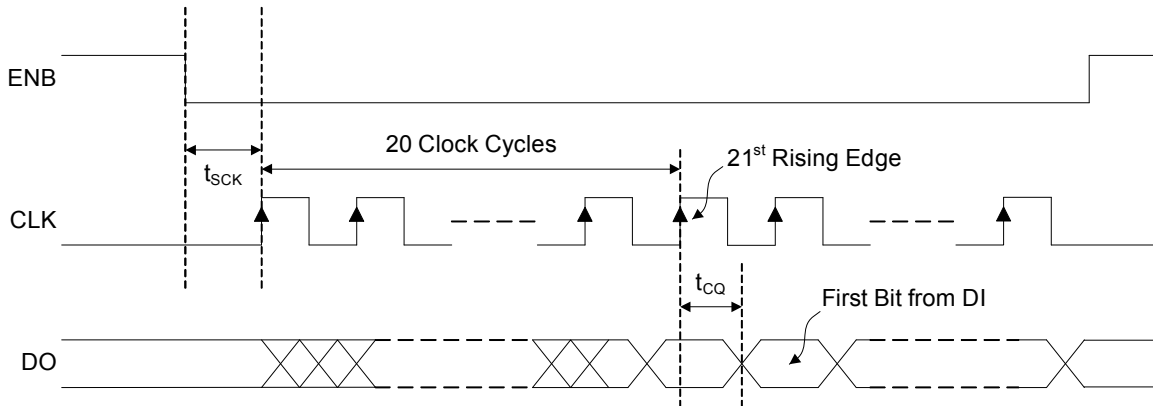 ENB
20 Clock Cycles
21st Rising Edge
tSCK
CLK
tCQ
First Bit from DI
DO